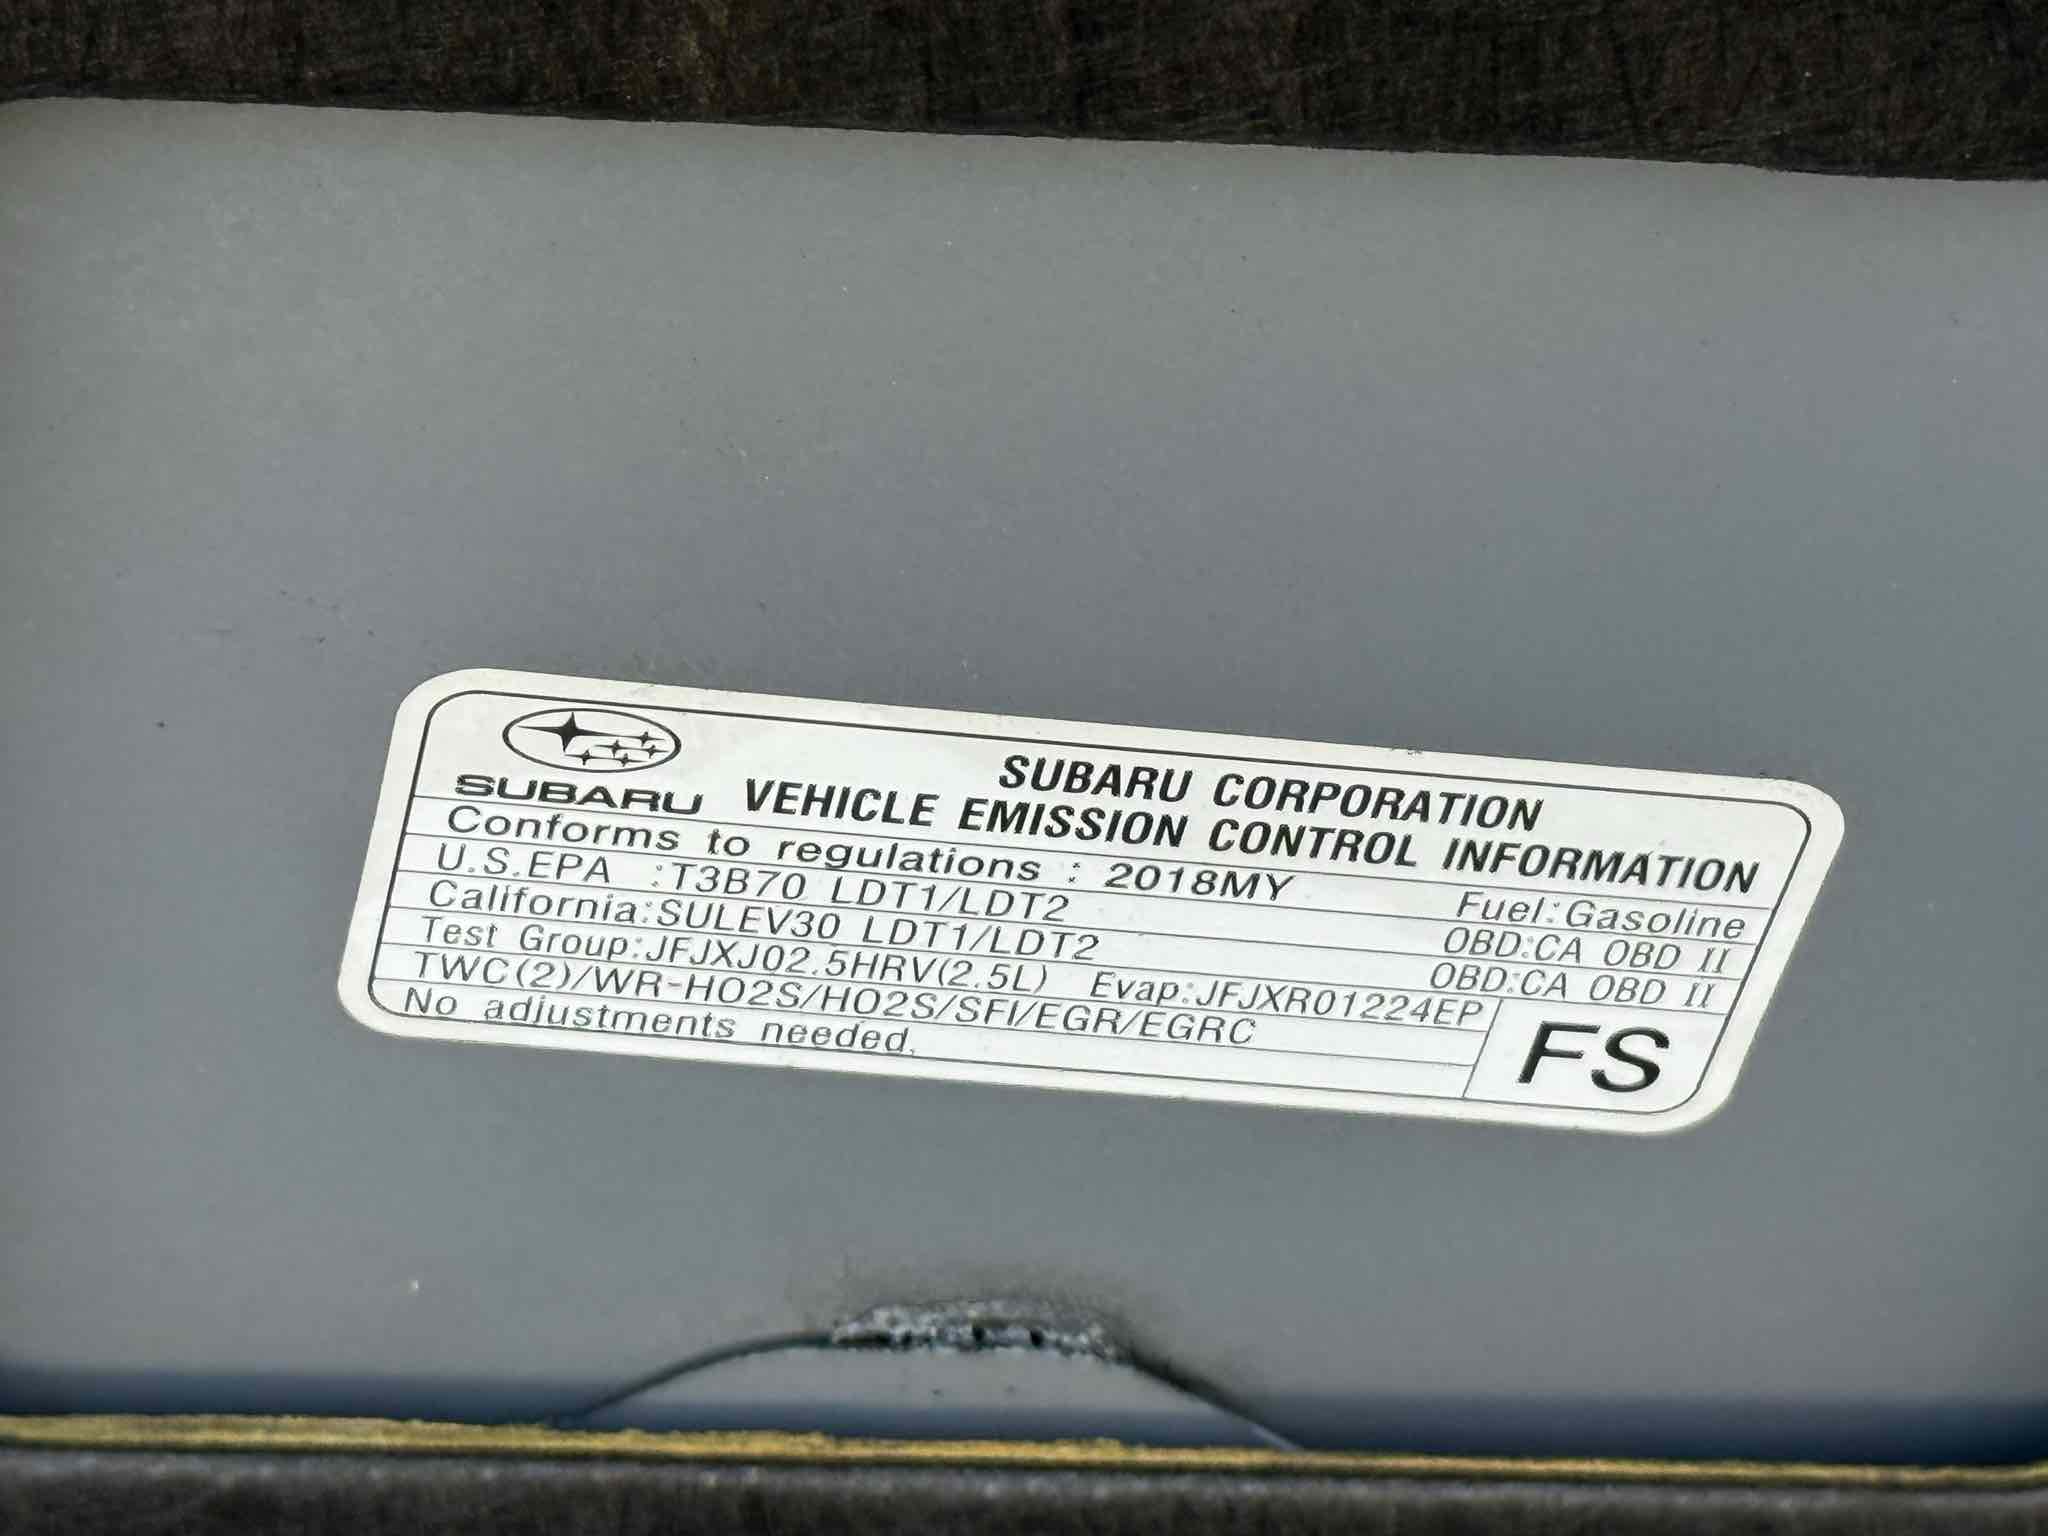 SUBARU CORPORATION
SUBARU VEHICLE EMISSION CONTROL INFORMATION
Conforms to regulations : 2018MY Fuel:Gasoline
U.S.EPA :T3B70 LDT1/LDT2 OBD:CA OBD II
California:SULEV30 LDT1/LDT2 OBD:CA OBD II
Test Group:JFJXJ02.5HRV(2.5L) Evap:JFJXR01224EP
TWC(2)/WR-HO2S/HO2S/SFI/EGR/EGRC
No adjustments needed.
FS